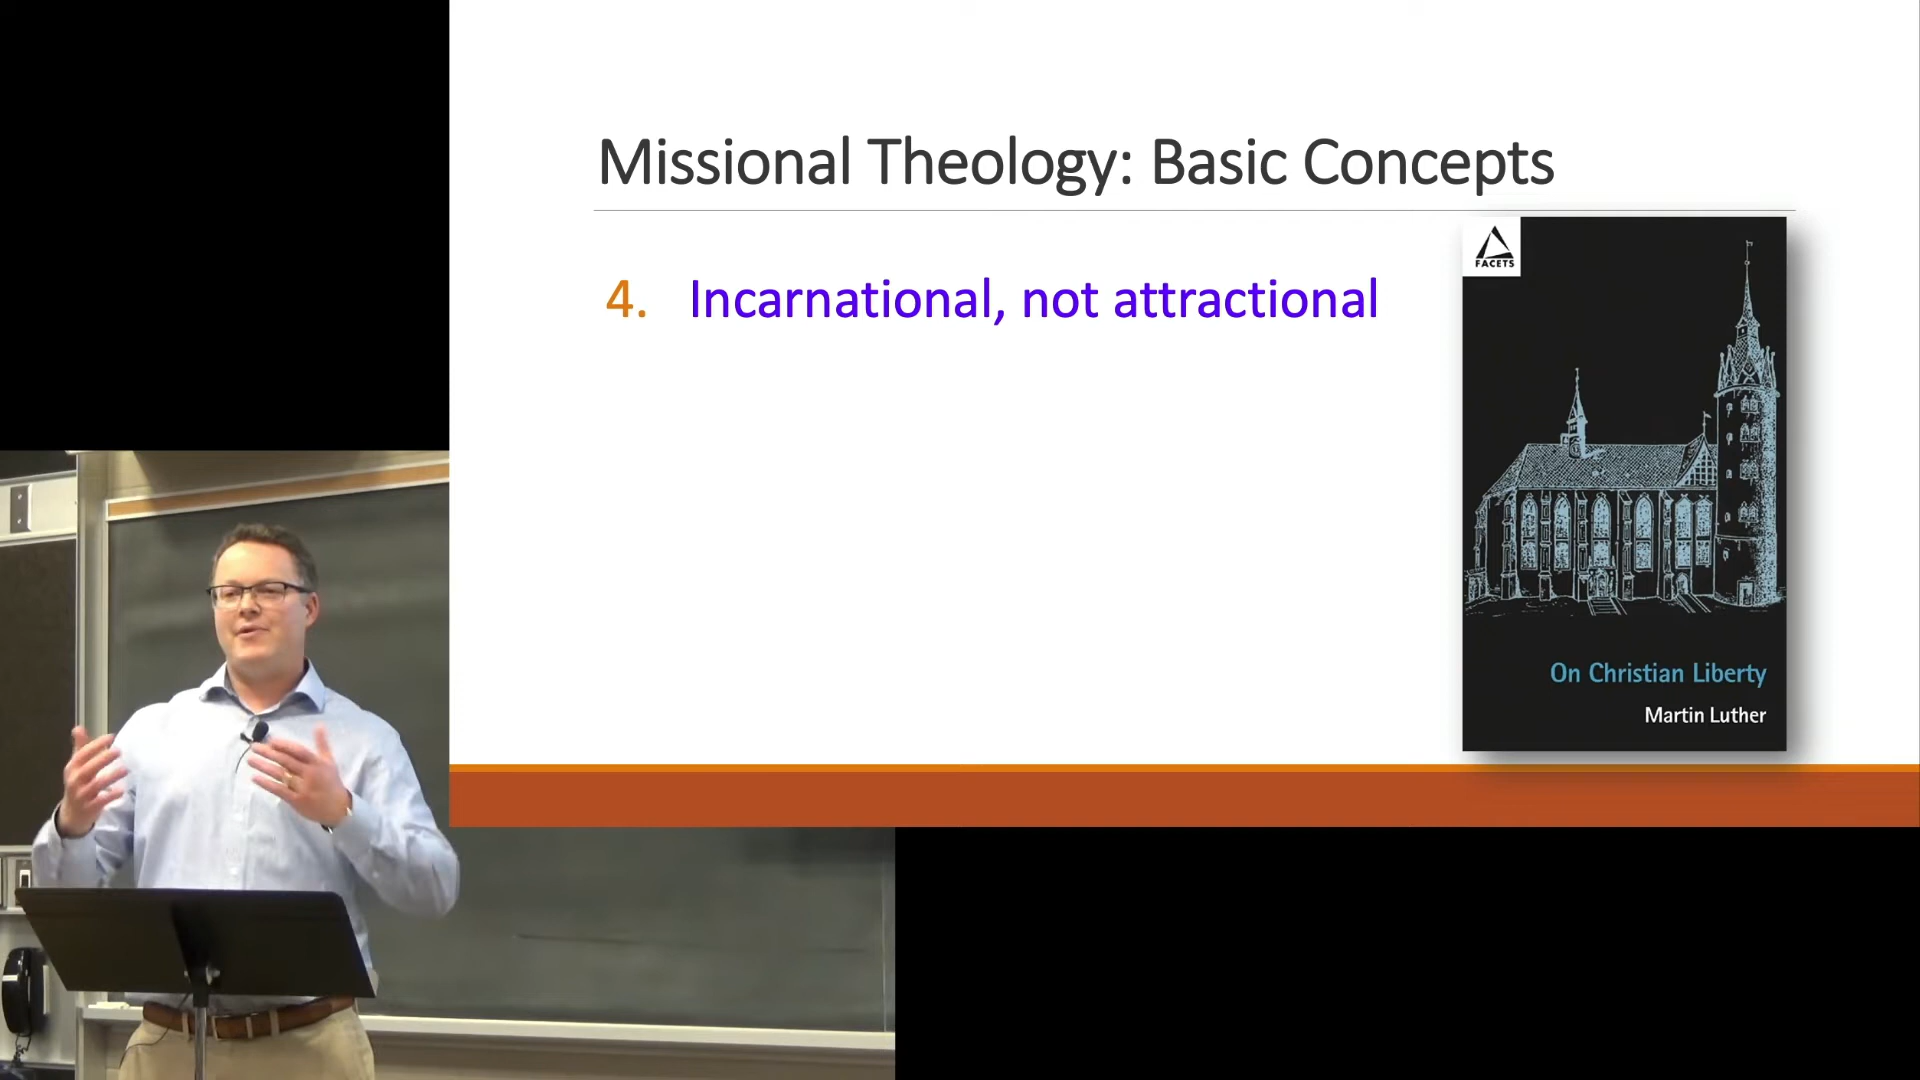 Missional Theology: Basic Concepts
4. Incarnational, not attractional
FACETS
On Christian Liberty
Martin Luther